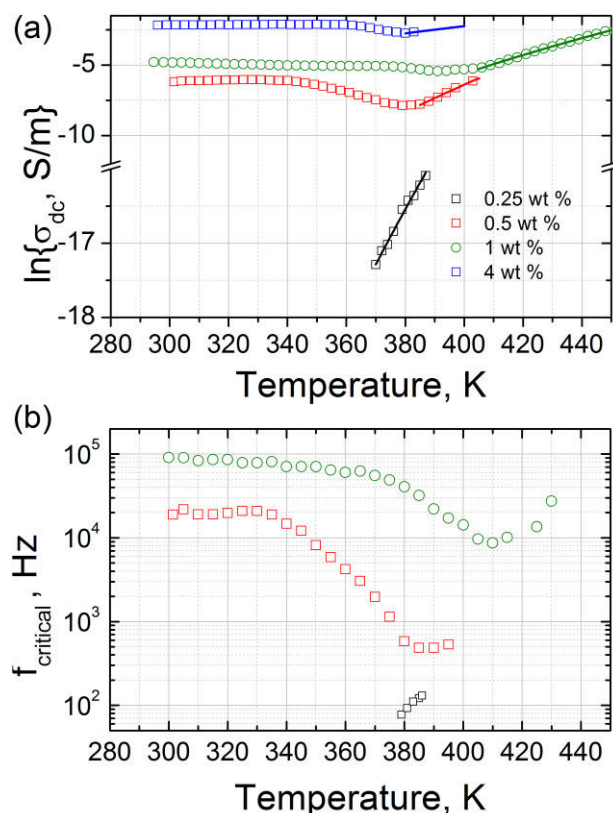 (a)
-5
-10
-17
-18
ln{σdc, S/m}
0.25 wt %
0.5 wt %
1 wt %
4 wt %
280 300 320 340 360 380 400 420 440
Temperature, K
(b)
10^5
10^4
10^3
10^2
fcritical , Hz
280 300 320 340 360 380 400 420 440
Temperature, K